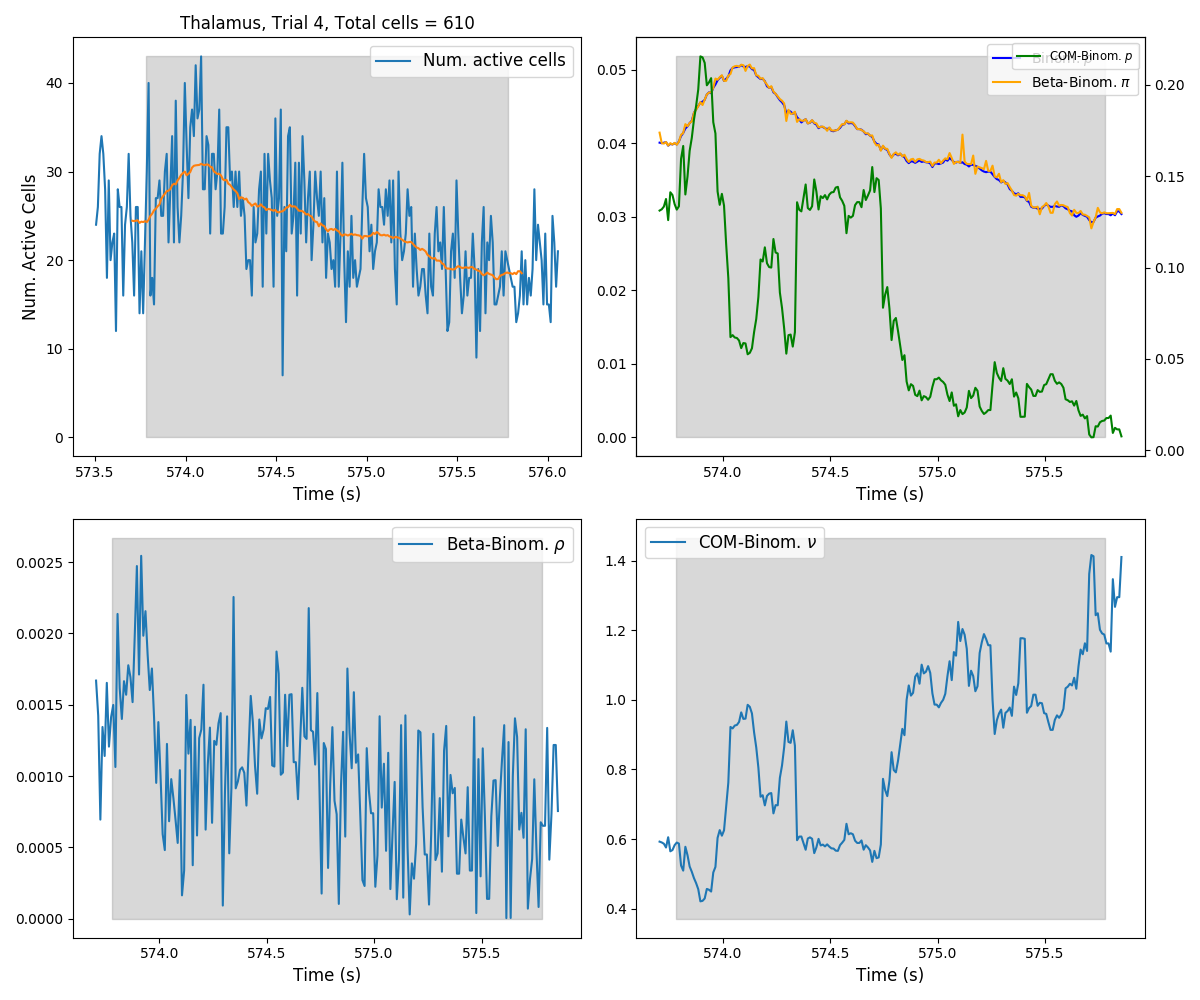 Thalamus, Trial 4, Total cells = 610
Num. active cells
Num. Active Cells
40
30
20
10
0
573.5 574.0 574.5 575.0 575.5 576.0
Time (s)
COM-Binom. p
Beta-Binom. π
0.05
0.04
0.03
0.02
0.01
0.00
0.20
0.15
0.10
0.05
0.00
574.0 574.5 575.0 575.5
Time (s)
Beta-Binom. ρ
0.0025
0.0020
0.0015
0.0010
0.0005
0.0000
574.0 574.5 575.0 575.5
Time (s)
COM-Binom. ν
1.4
1.2
1.0
0.8
0.6
0.4
574.0 574.5 575.0 575.5
Time (s)